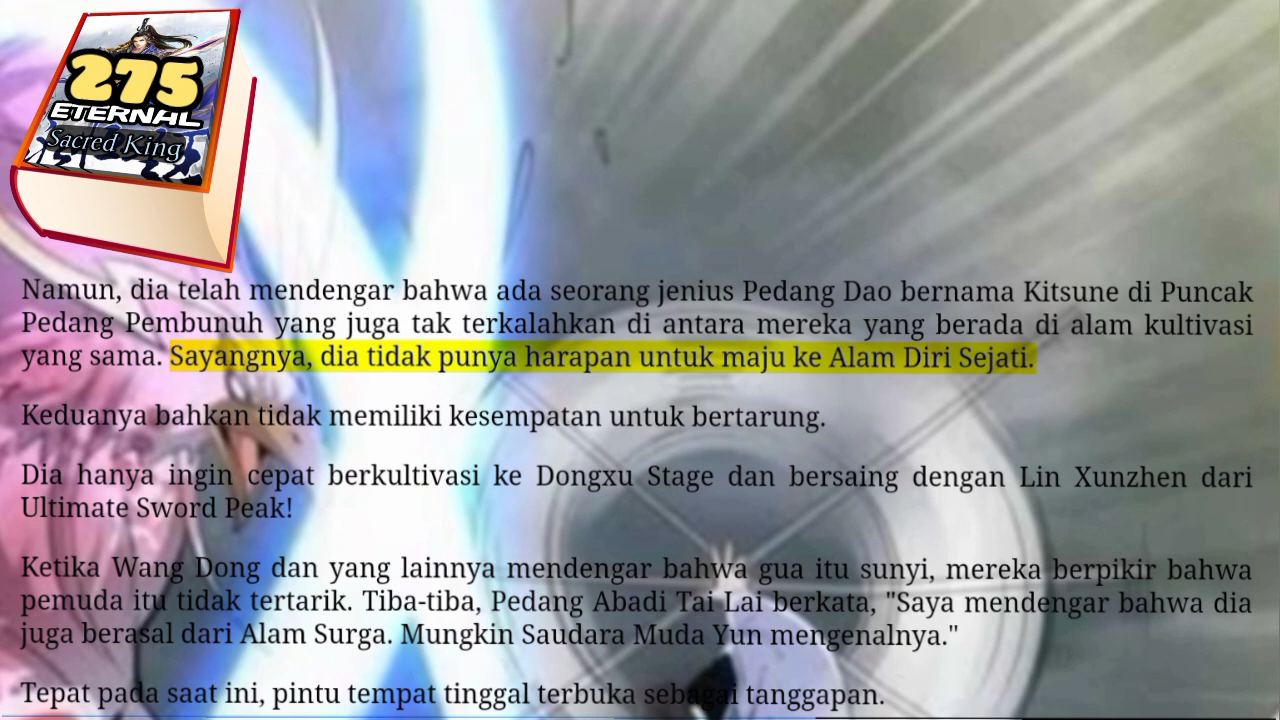 275
ETERNAL
Sacred King
Namun, dia telah mendengar bahwa ada seorang jenius Pedang Dao bernama Kitsune di Puncak
Pedang Pembunuh yang juga tak terkalahkan di antara mereka yang berada di alam kultivasi
yang sama. Sayangnya, dia tidak punya harapan untuk maju ke Alam Diri Sejati.
Keduanya bahkan tidak memiliki kesempatan untuk bertarung.
Dia hanya ingin cepat berkultivasi ke Dongxu Stage dan bersaing dengan Lin Xunzhen dari
Ultimate Sword Peak!
Ketika Wang Dong dan yang lainnya mendengar bahwa gua itu sunyi, mereka berpikir bahwa
pemuda itu tidak tertarik. Tiba-tiba, Pedang Abadi Tai Lai berkata, "Saya mendengar bahwa dia
juga berasal dari Alam Surga. Mungkin Saudara Muda Yun mengenalnya."
Tepat pada saat ini, pintu tempat tinggal terbuka sebagai tanggapan.